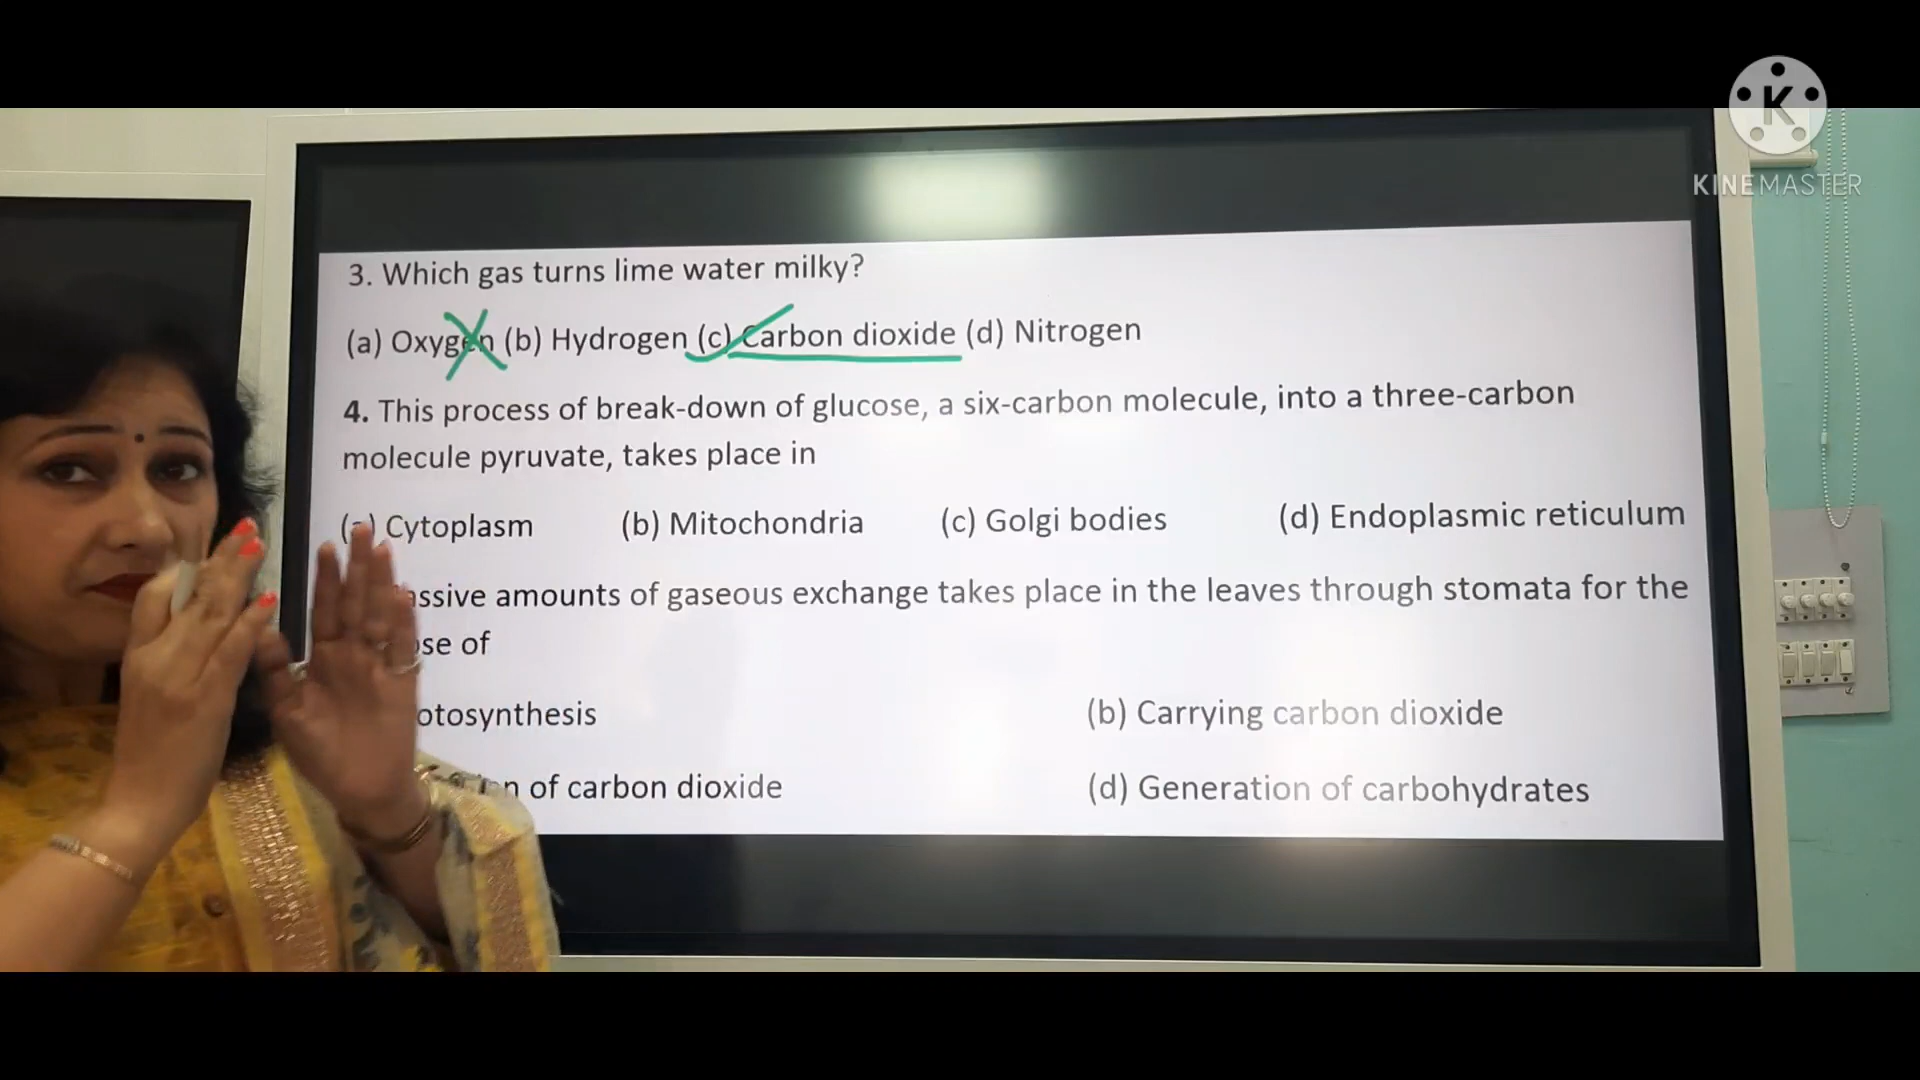 K
KINEMASTER
3. Which gas turns lime water milky?
(a) Oxygen (b) Hydrogen (c) Carbon dioxide (d) Nitrogen
4. This process of break-down of glucose, a six-carbon molecule, into a three-carbon
molecule pyruvate, takes place in
(a) Cytoplasm (b) Mitochondria (c) Golgi bodies (d) Endoplasmic reticulum
amounts of gaseous exchange takes place in the leaves through stomata for the
of
(b) Carrying carbon dioxide
of carbon dioxide (d) Generation of carbohydrates